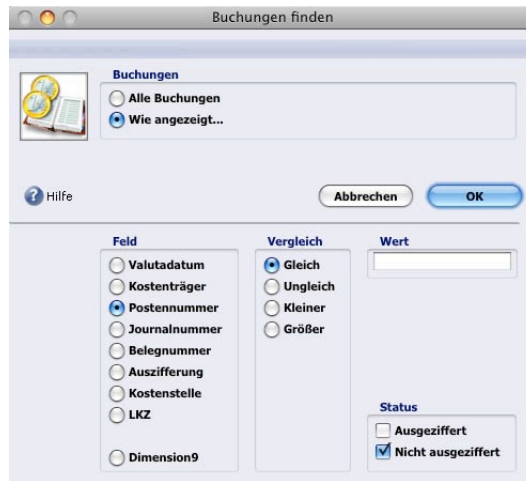 Buchungen finden
Buchungen
Alle Buchungen
Wie angezeigt...
Hilfe
Abbrechen
OK
Feld
Valutadatum
Kostenträger
Postennummer
Journalnummer
Belegnummer
Auszifferung
Kostenstelle
LKZ
Dimension9
Vergleich
Gleich
Ungleich
Kleiner
Größer
Wert
Status
Ausgeziffert
Nicht ausgeziffert